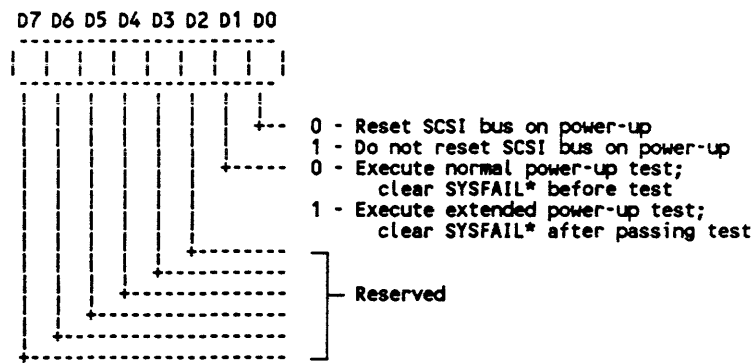 D7 D6 D5 D4 D3 D2 D1 D0
0 - Reset SCSI bus on power-up
1 - Do not reset SCSI bus on power-up
0 - Execute normal power-up test;
clear SYSFAIL* before test
1 - Execute extended power-up test;
clear SYSFAIL* after passing test
Reserved